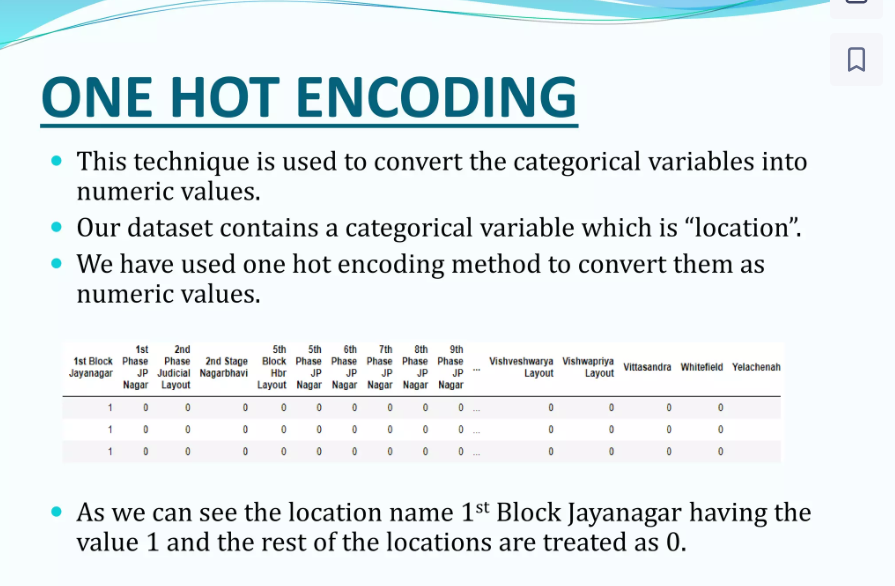 ONE HOT ENCODING
This technique is used to convert the categorical variables into
numeric values.
Our dataset contains a categorical variable which is “location”.
We have used one hot encoding method to convert them as
numeric values.
1st Block Jayanagar 1st Phase JP Nagar 2nd Phase Judicial Layout 2nd Stage Nagarbhavi 5th Block Hbr Layout 5th Phase JP Nagar 6th Phase JP Nagar 7th Phase JP Nagar 8th Phase JP Nagar 9th Phase JP Nagar ... Vishveshwarya Layout Vishwapriya Layout Vittasandra Whitefield Yelachenah
1 0 0 0 0 0 0 0 0 0 ... 0 0 0 0
1 0 0 0 0 0 0 0 0 0 ... 0 0 0 0
1 0 0 0 0 0 0 0 0 0 ... 0 0 0 0
As we can see the location name 1st Block Jayanagar having the
value 1 and the rest of the locations are treated as 0.